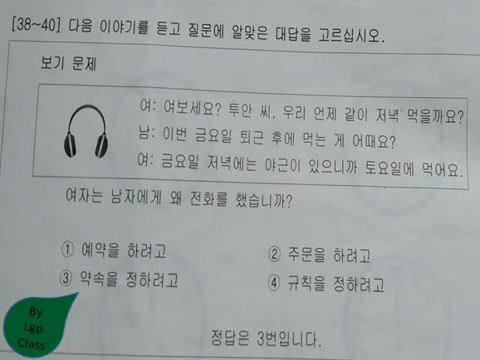 [38~40] 다음 이야기를 듣고 질문에 알맞은 대답을 고르십시오.
보기 문제
여: 여보세요? 투안 씨, 우리 언제 같이 저녁 먹을까요?
남: 이번 금요일 퇴근 후에 먹는 게 어때요?
여: 금요일 저녁에는 야근이 있으니까 토요일에 먹어요.
여자는 남자에게 왜 전화를 했습니까?
① 예약을 하려고 ② 주문을 하려고
③ 약속을 정하려고 ④ 규칙을 정하려고
정답은 3번입니다.
By
Lgp
Class